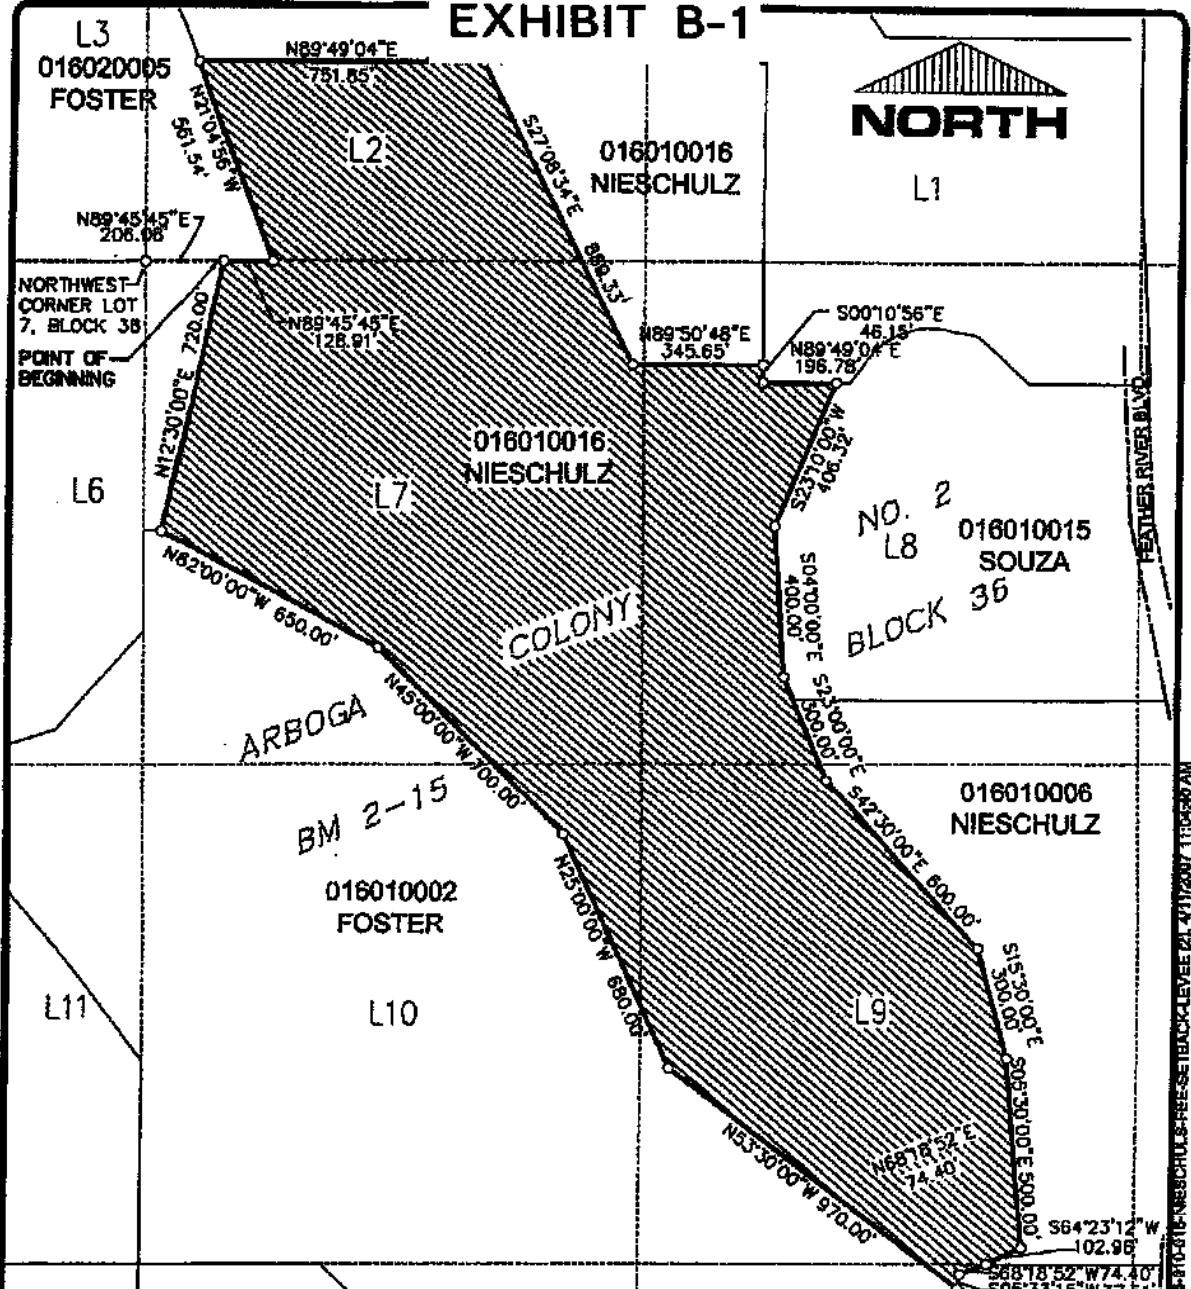 EXHIBIT B-1
L3
016020005
FOSTER
N89°49'04"E
751.85'
NORTH
N21°04'56"W
561.54'
L2
S27°08'34"E
889.33'
016010016
NIESCHULZ
L1
N89°45'45"E
206.06'
NORTHWEST
CORNER LOT
7, BLOCK 36
POINT OF
BEGINNING
N89°45'45"E
128.91'
N12°30'00"E 720.00'
N89°50'48"E
345.65'
S00°10'56"E
46.15'
N89°49'04"E
196.78'
S23°10'00"W
406.32'
FEATHER RIVER BLVD
016010016
NIESCHULZ
L6
L7
NO. 2
L8
016010015
SOUZA
BLOCK 36
N62°00'00"W 650.00'
S04°00'00"E
400.00'
COLONY
S23°00'00"E
300.00'
ARBOGA
N45°00'00"W 700.00'
BM 2-15
S42°30'00"E 600.00'
016010006
NIESCHULZ
016010002
FOSTER
N25°00'00"W 680.00'
L11
L10
L9
S15°30'00"E
300.00'
S05°30'00"E 500.00'
N53°30'00"W 970.00'
N68°18'52"E
74.40'
S64°23'12"W
102.96'
S68°18'52"W 74.40'